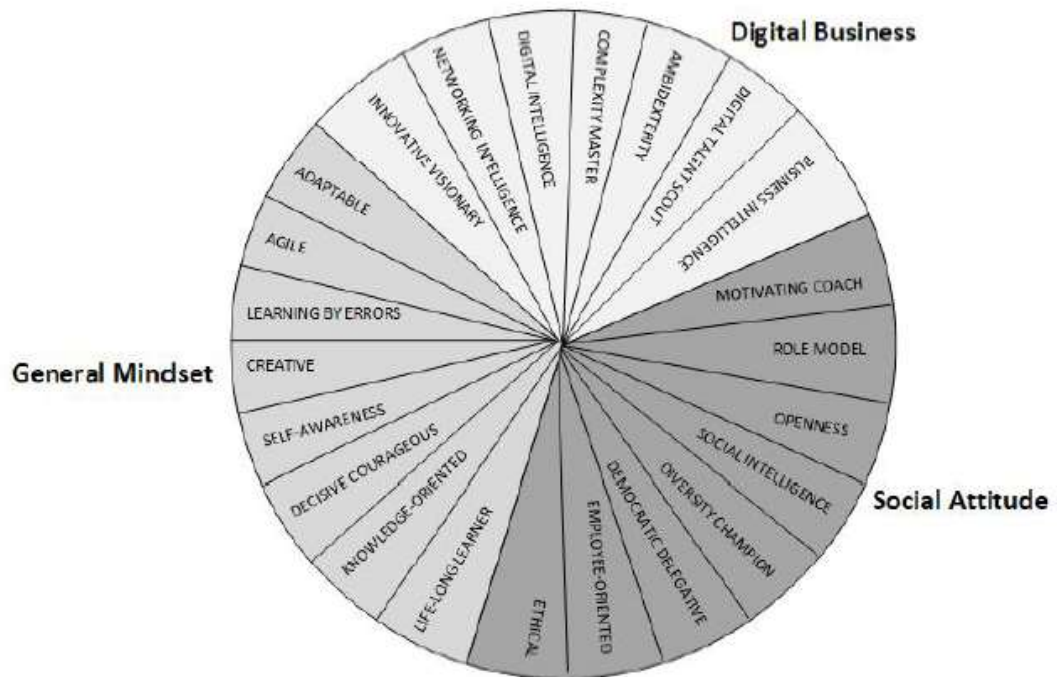 Digital Business
INNOVATIVE VISIONARY
NETWORKING INTELLIGENCE
DIGITAL INTELLIGENCE
COMPLEXITY MASTER
AMBIDEXTERITY
DIGITAL TALENT SCOUT
BUSINESS INTELLIGENCE
Social Attitude
MOTIVATING COACH
ROLE MODEL
OPENNESS
SOCIAL INTELLIGENCE
DIVERSITY CHAMPION
DEMOCRATIC DELEGATIVE
EMPLOYEE-ORIENTED
ETHICAL
General Mindset
LIFE-LONG LEARNER
KNOWLEDGE-ORIENTED
DECISIVE COURAGEOUS
SELF-AWARENESS
CREATIVE
LEARNING BY ERRORS
AGILE
ADAPTABLE